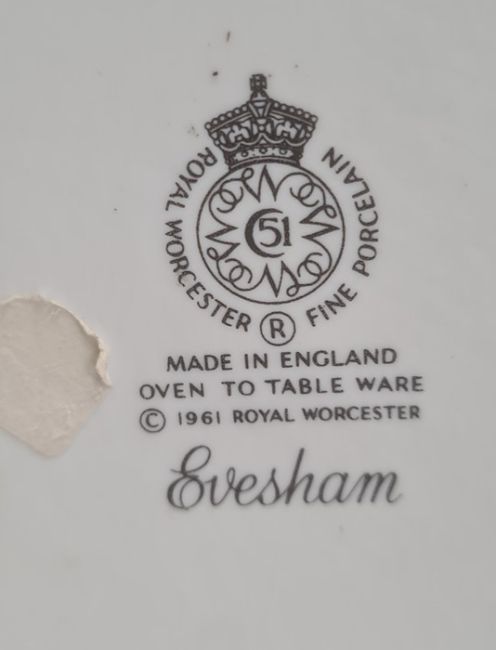 ROYAL WORCESTER ® FINE PORCELAIN
C51
MADE IN ENGLAND
OVEN TO TABLE WARE
© 1961 ROYAL WORCESTER
Evesham